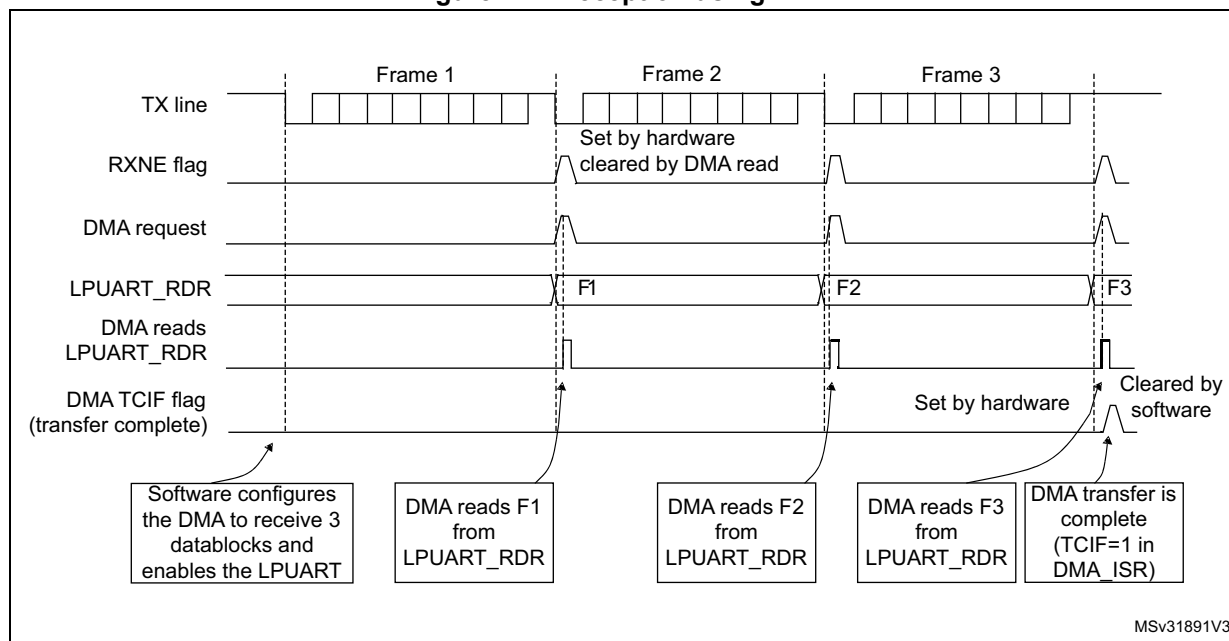 Frame 1
Frame 2
Frame 3
TX line
Set by hardware
cleared by DMA read
RXNE flag
DMA request
LPUART_RDR
F1
F2
F3
DMA reads
LPUART_RDR
DMA TCIF flag
(transfer complete)
Set by hardware
Cleared by
software
Software configures
the DMA to receive 3
datablocks and
enables the LPUART
DMA reads F1
from
LPUART_RDR
DMA reads F2
from
LPUART_RDR
DMA reads F3
from
LPUART_RDR
DMA transfer is
complete
(TCIF=1 in
DMA_ISR)
MSv31891V3